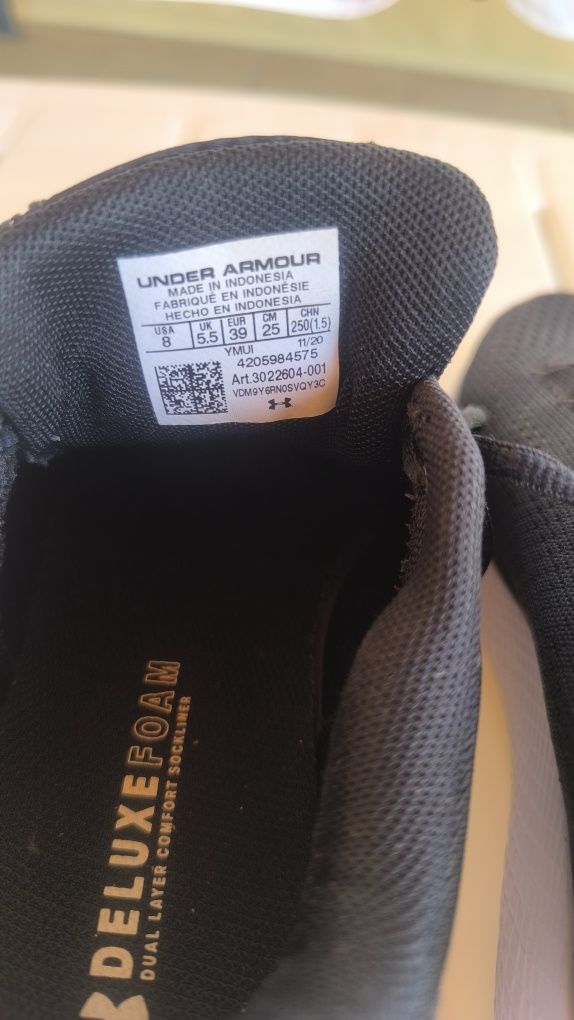 UNDER ARMOUR
MADE IN INDONESIA
FABRIQUÉ EN INDONÉSIE
HECHO EN INDONESIA
USA UK EUR CM CHN
8 5.5 39 25 250(1.5)
YMUI 11/20
4205984575
Art.3022604-001
VDM9Y6RN0SVQY3C
DELUXEFOAM
DUAL LAYER COMFORT SOCKLINER